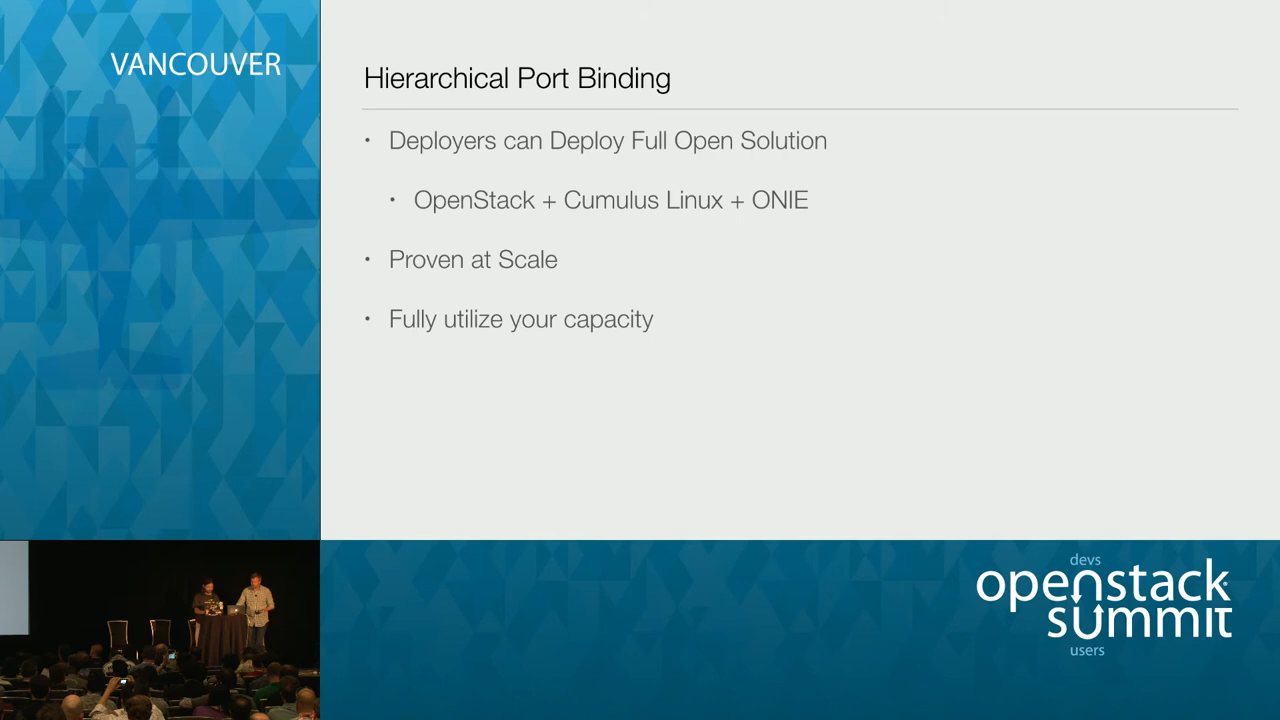 VANCOUVER
Hierarchical Port Binding
• Deployers can Deploy Full Open Solution
• OpenStack + Cumulus Linux + ONIE
• Proven at Scale
• Fully utilize your capacity
devs
openstack
summit
users